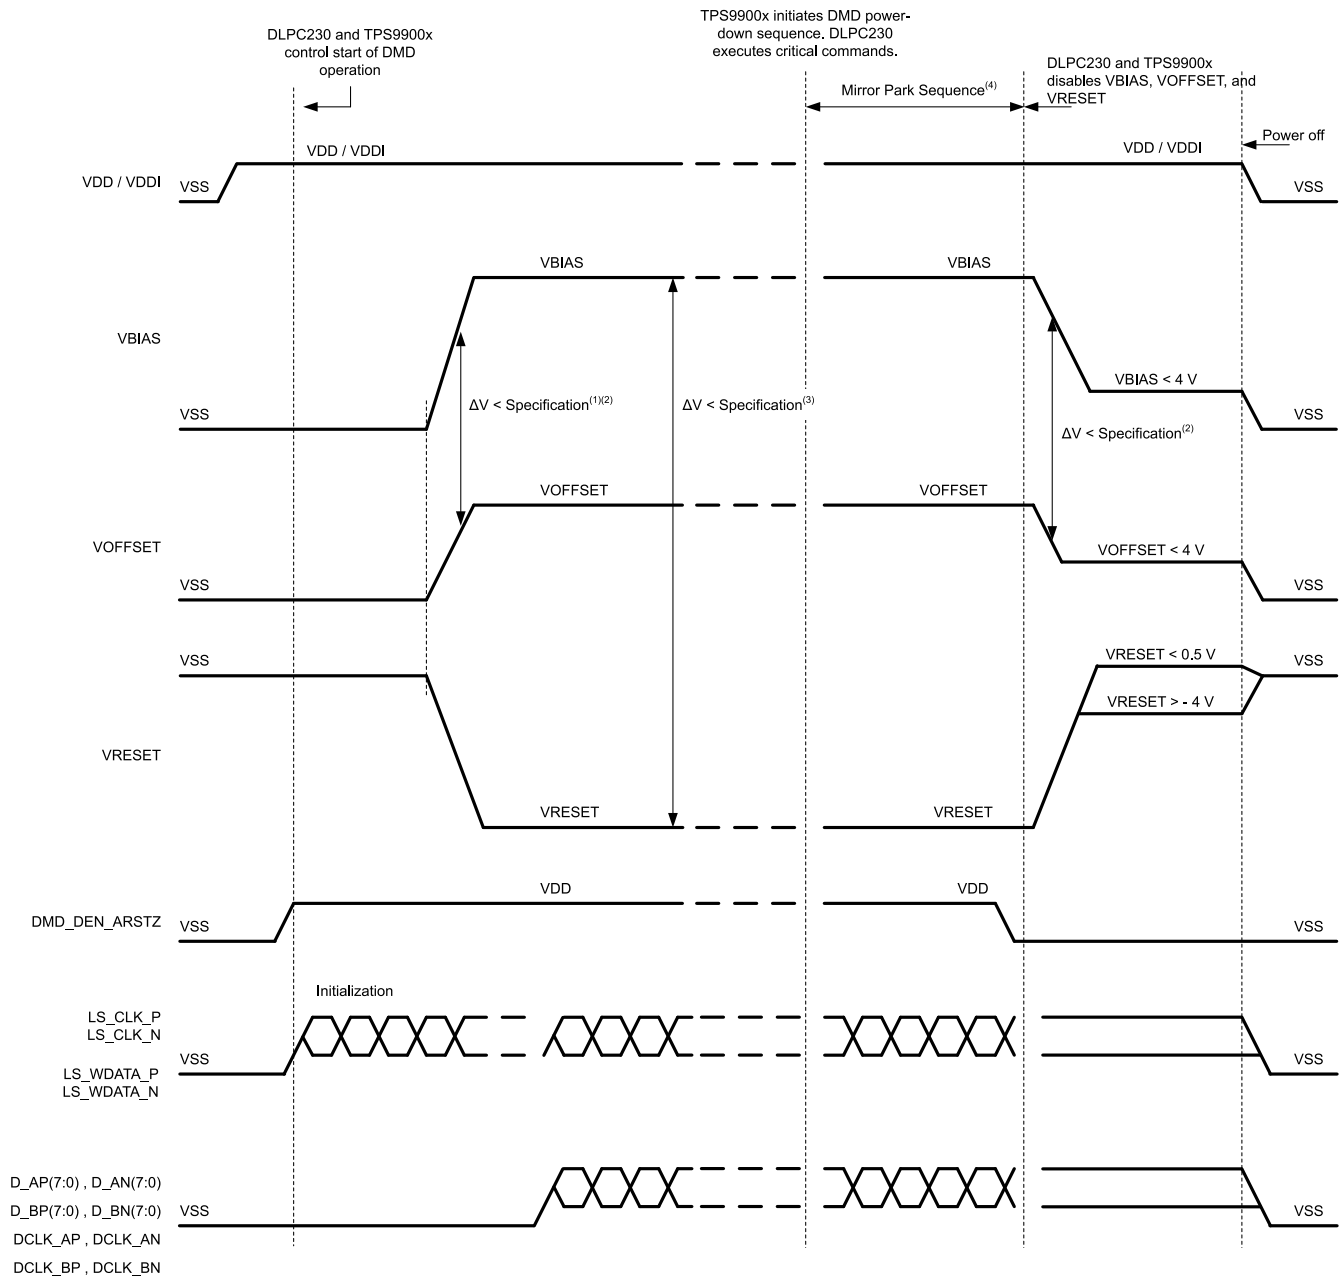 TPS9900x initiates DMD power-
down sequence. DLPC230
executes critical commands.
DLPC230 and TPS9900x
control start of DMD
operation
DLPC230 and TPS9900x
disables VBIAS, VOFFSET, and
VRESET
Mirror Park Sequence(4)
Power off
VDD / VDDI
VSS
VDD / VDDI
VDD / VDDI
VSS
VBIAS
VSS
VBIAS
VBIAS
VBIAS < 4 V
VSS
ΔV < Specification(1)(2)
ΔV < Specification(3)
ΔV < Specification(2)
VOFFSET
VSS
VOFFSET
VOFFSET
VOFFSET < 4 V
VSS
VRESET
VSS
VRESET
VRESET
VRESET < 0.5 V
VRESET > - 4 V
VSS
DMD_DEN_ARSTZ
VSS
VDD
VDD
VSS
Initialization
LS_CLK_P
LS_CLK_N
VSS
VSS
LS_WDATA_P
LS_WDATA_N
D_AP(7:0) , D_AN(7:0)
D_BP(7:0) , D_BN(7:0)
VSS
VSS
DCLK_AP , DCLK_AN
DCLK_BP , DCLK_BN